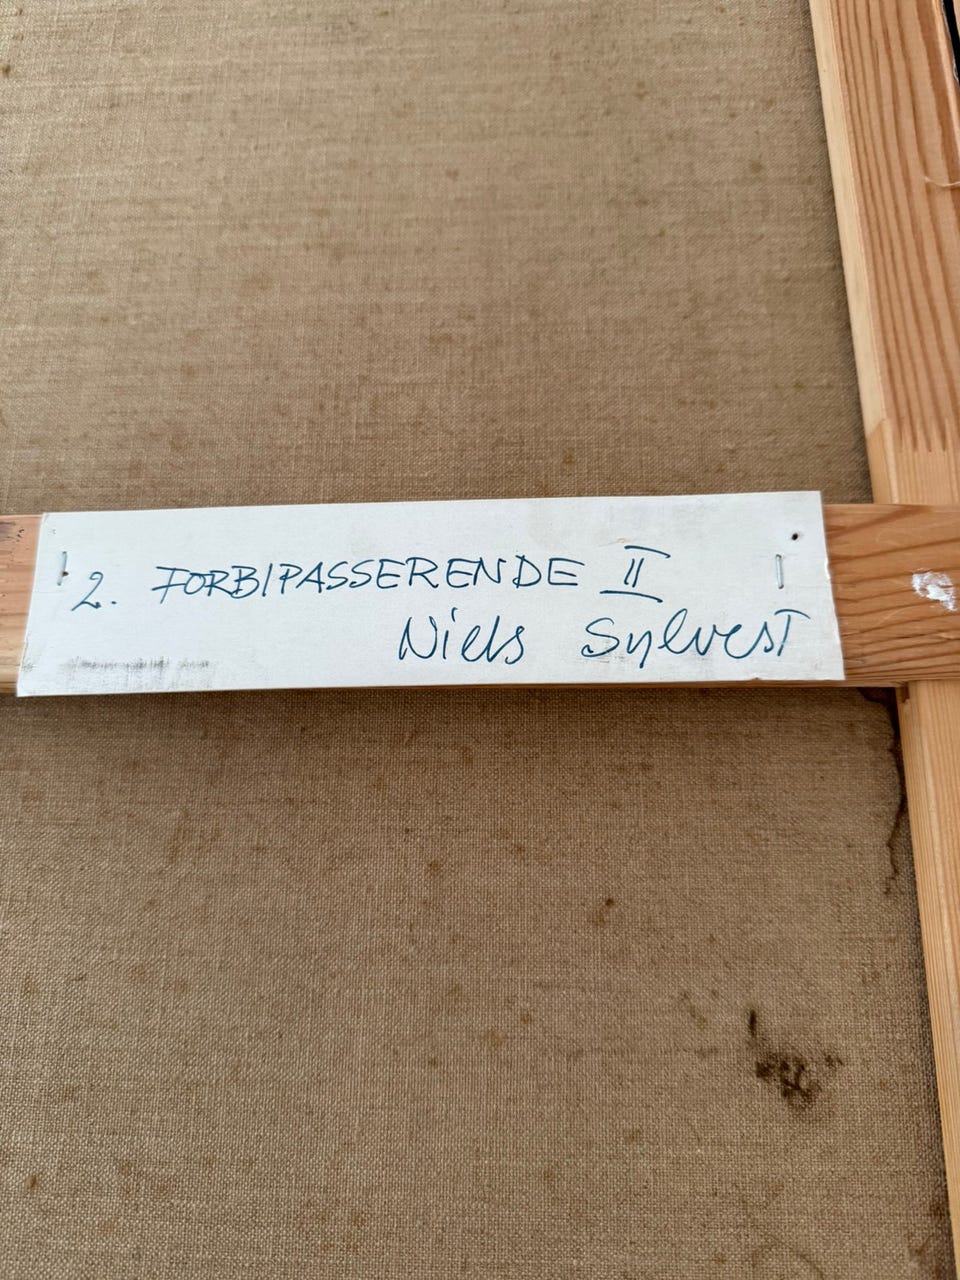 2. FORBIPASSERENDE II
Niels Sylvest